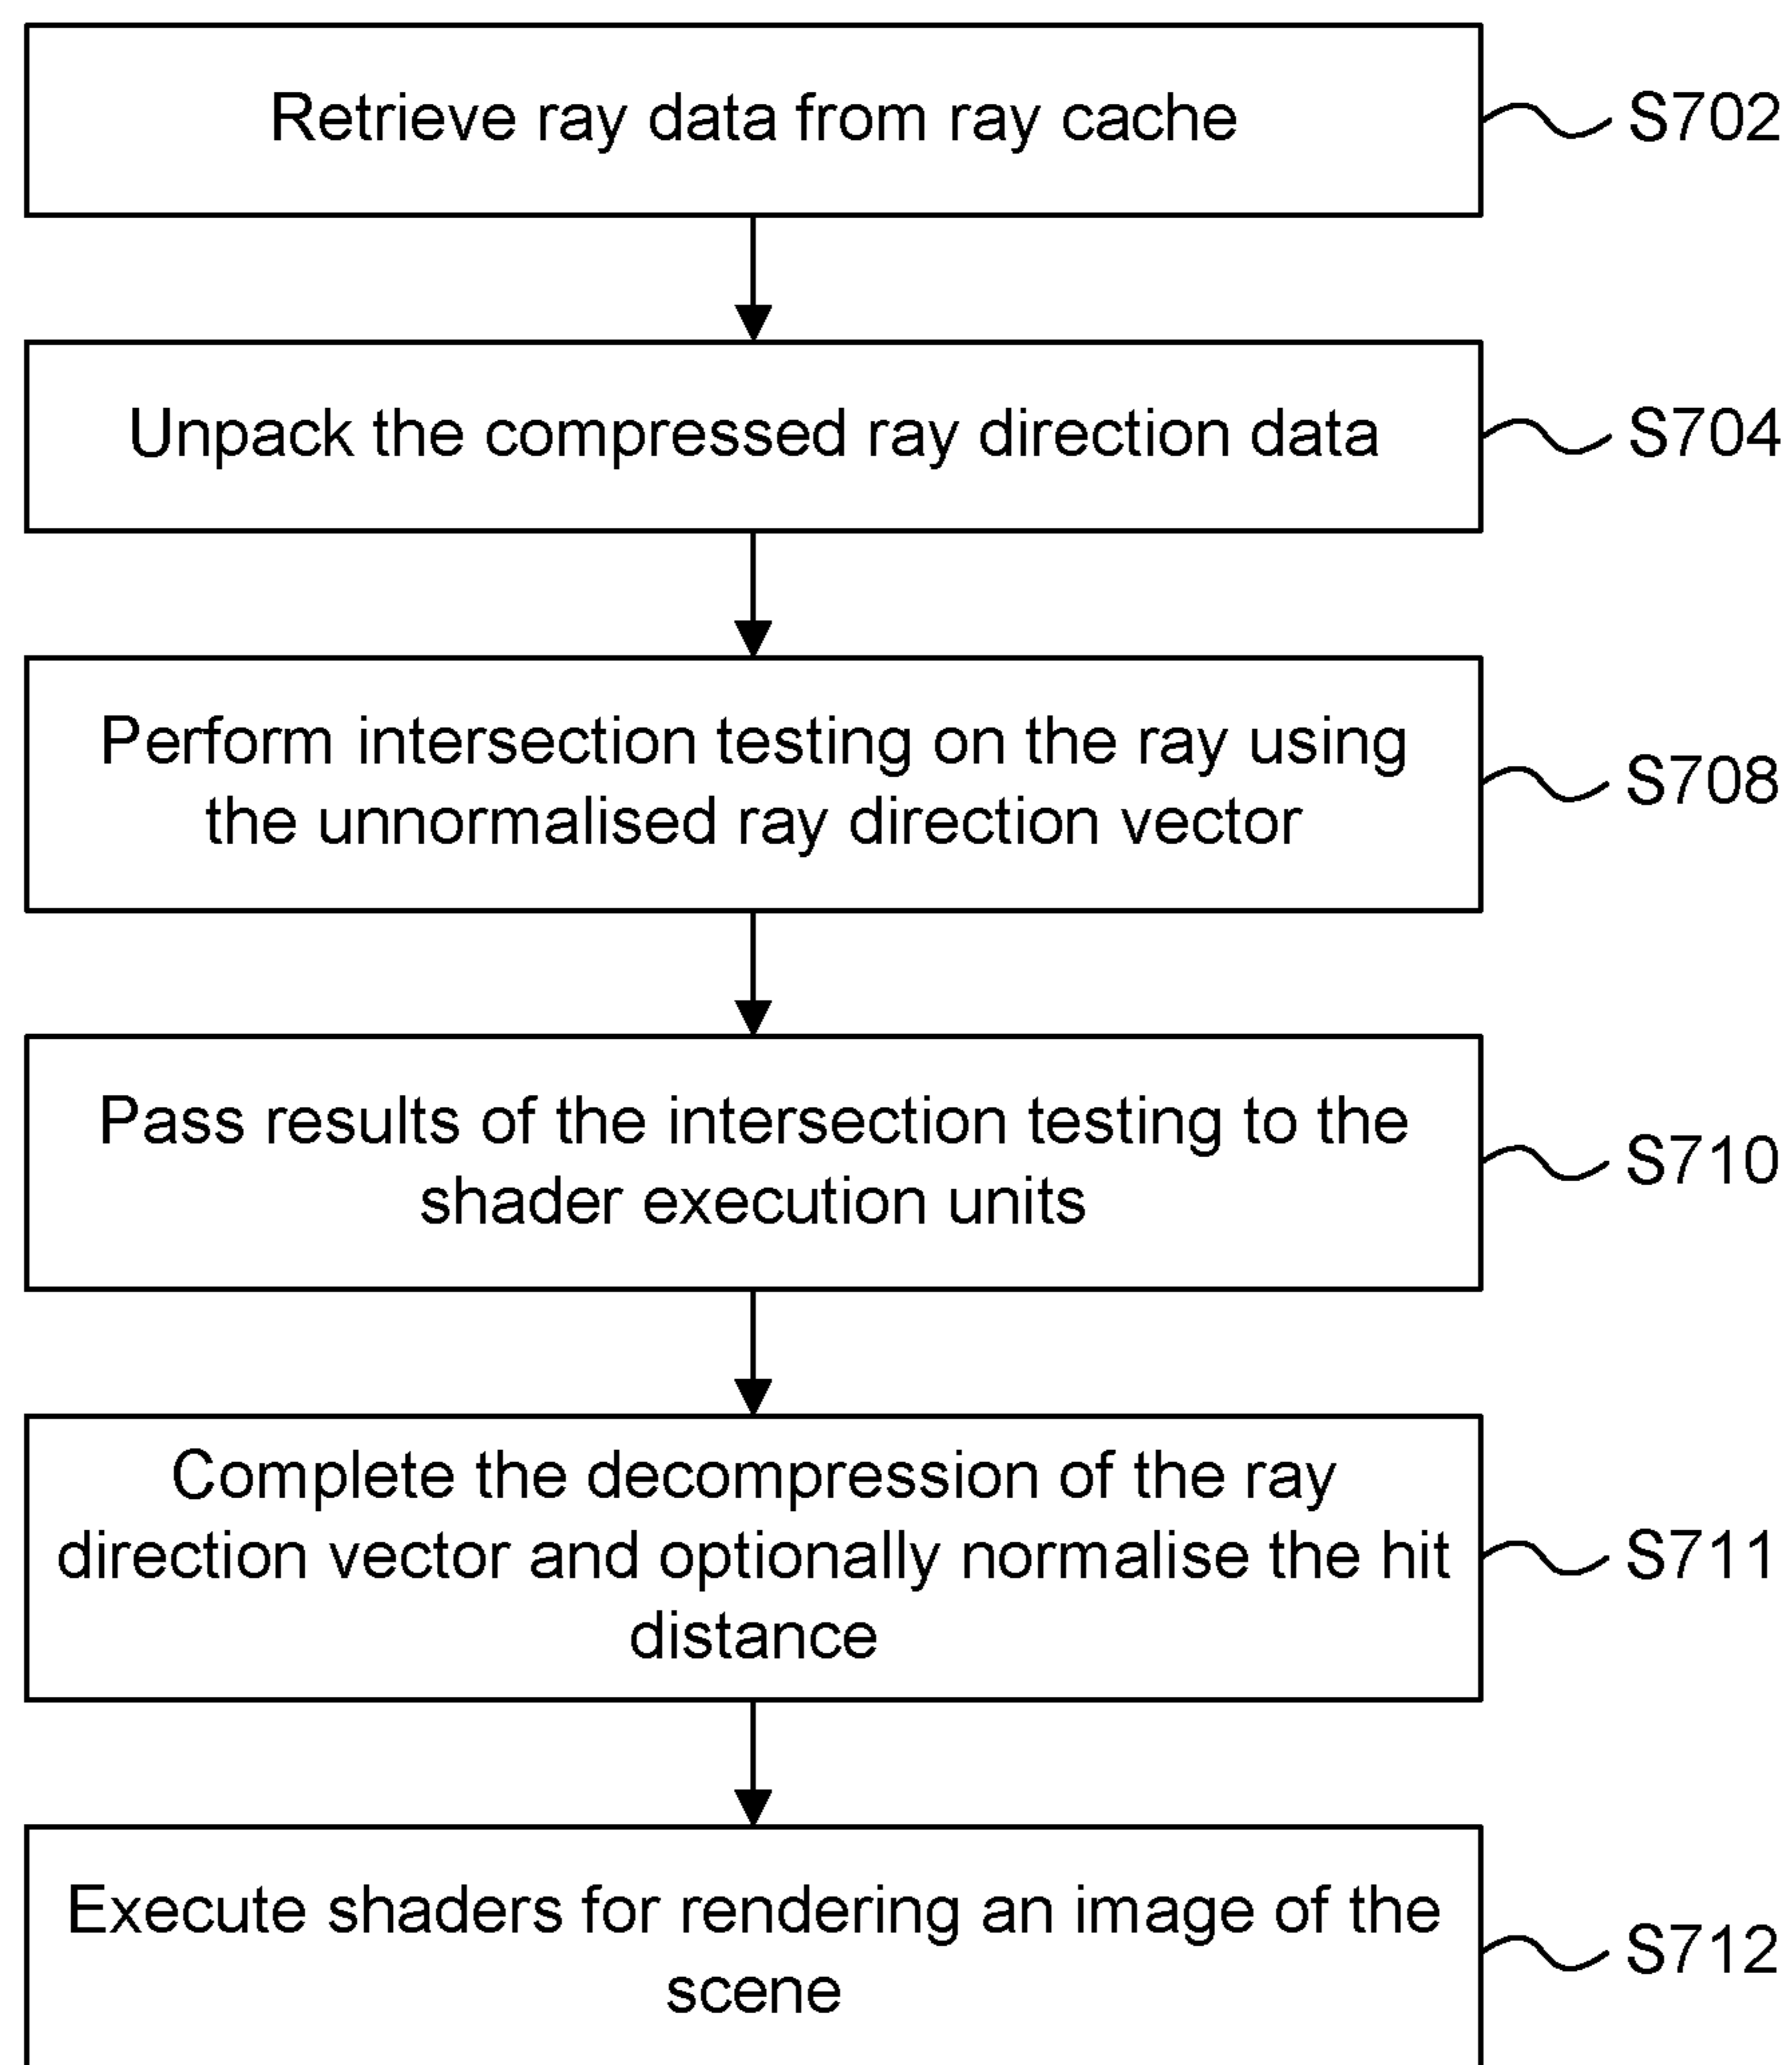 Retrieve ray data from ray cache
S702
Unpack the compressed ray direction data
S704
Perform intersection testing on the ray using
the unnormalised ray direction vector
S708
Pass results of the intersection testing to the
shader execution units
S710
Complete the decompression of the ray
direction vector and optionally normalise the hit
distance
S711
Execute shaders for rendering an image of the
scene
S712